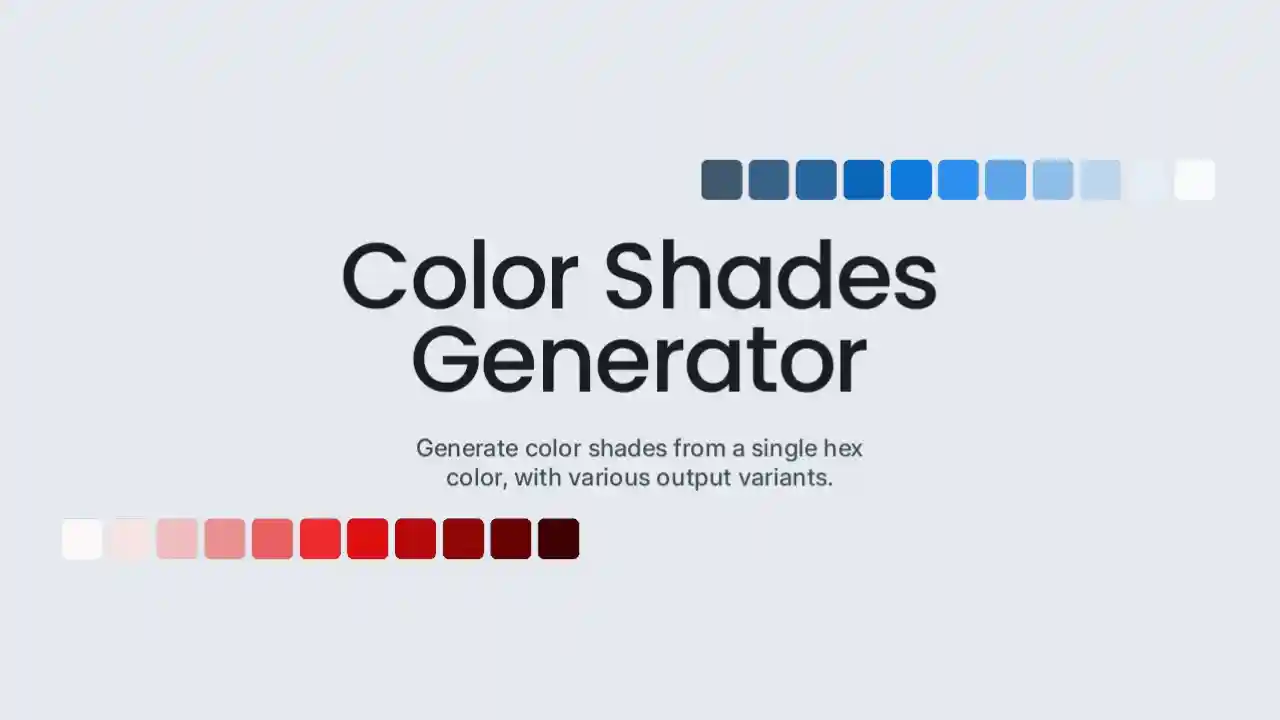 Color Shades
Generator
Generate color shades from a single hex
color, with various output variants.